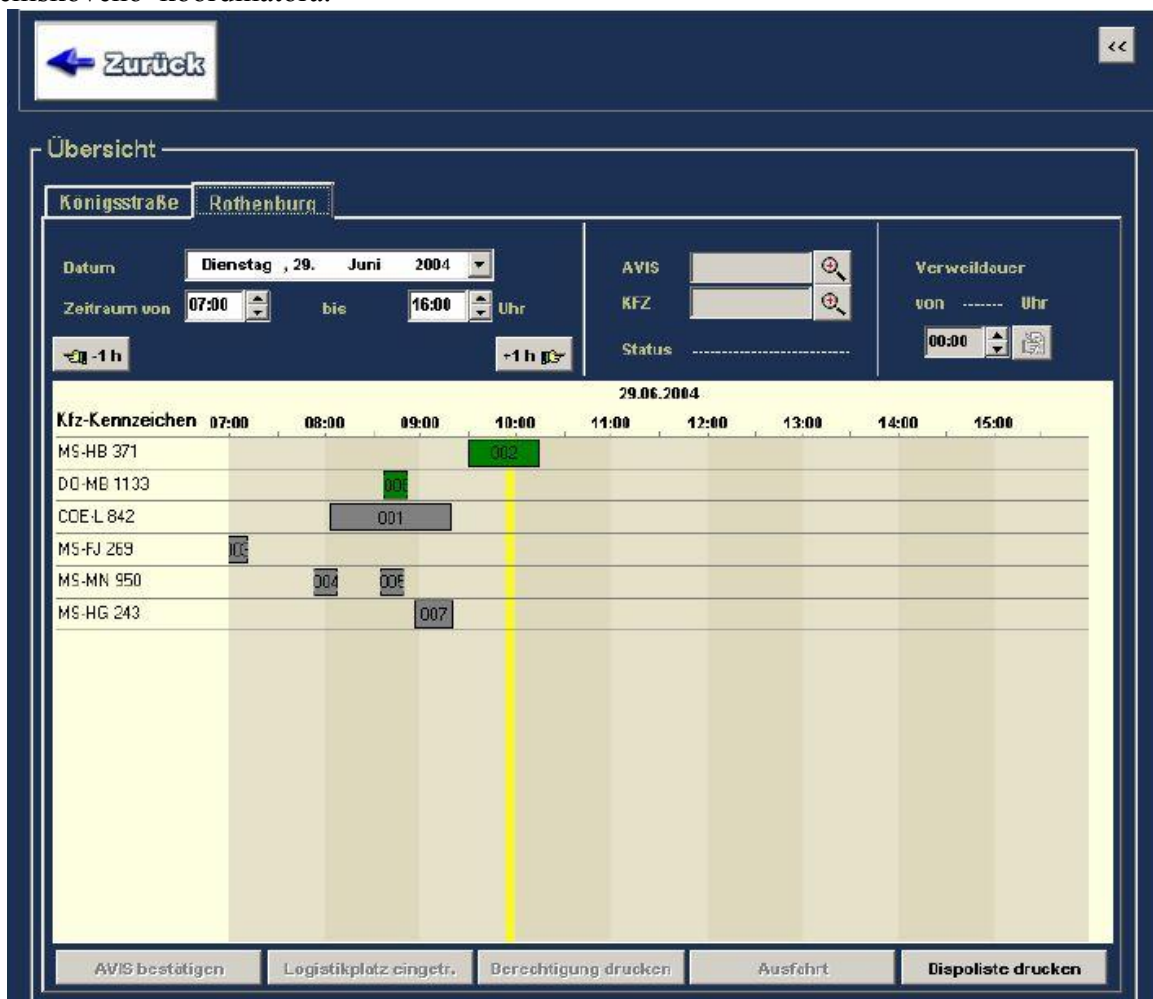 Zurück
<<
Übersicht
Königsstraße Rothenburg
Datum Dienstag , 29. Juni 2004 AVIS Verweildauer
Zeitraum von 07:00 bis 16:00 Uhr KFZ von ------- Uhr
-1 h +1 h Status 00:00
29.06.2004
Kfz-Kennzeichen 07:00 08:00 09:00 10:00 11:00 12:00 13:00 14:00 15:00
MS-HB 371 002
DO-MB 1133
COE-L 842 001
MS-FJ 269
MS-MN 950 004
MS-HG 243 007
AVIS bestätigen Logistikplatz eingetr. Berechtigung drucken Ausfahrt Dispoliste drucken